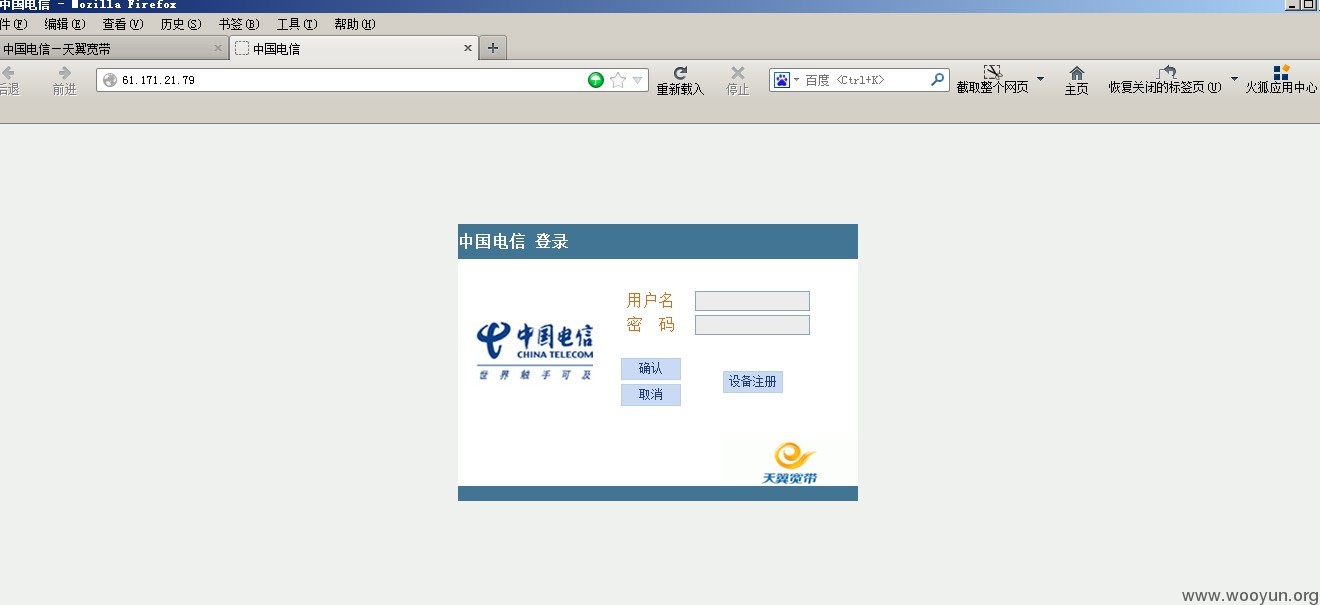 中国电信 - Mozilla Firefox
件(F) 编辑(E) 查看(V) 历史(S) 书签(B) 工具(T) 帮助(H)
中国电信—天翼宽带 × 中国电信 ×
61.171.21.79
百度 <Ctrl+K>
后退 前进 重新载入 停止 截取整个网页 主页 恢复关闭的标签页(U) 火狐应用中心
中国电信 登录
用户名
密 码
中国电信
CHINA TELECOM
世界触手可及
确认
设备注册
取消
天翼宽带
www.wooyun.org